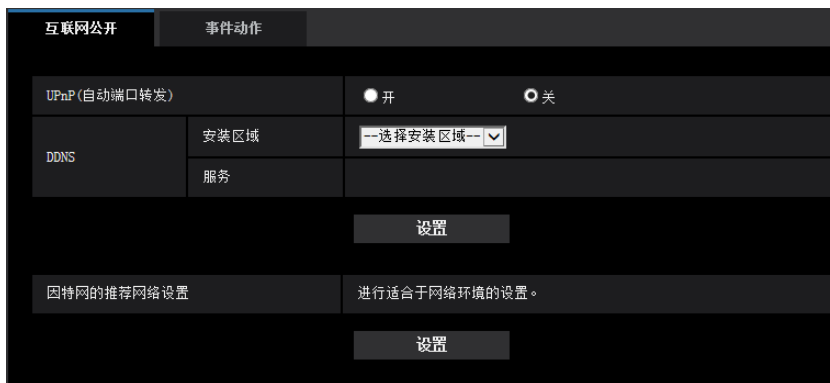 互联网公开 事件动作
UPnP(自动端口转发) 开 关
安装区域 --选择安装区域--
DDNS
服务
设置
因特网的推荐网络设置 进行适合于网络环境的设置。
设置